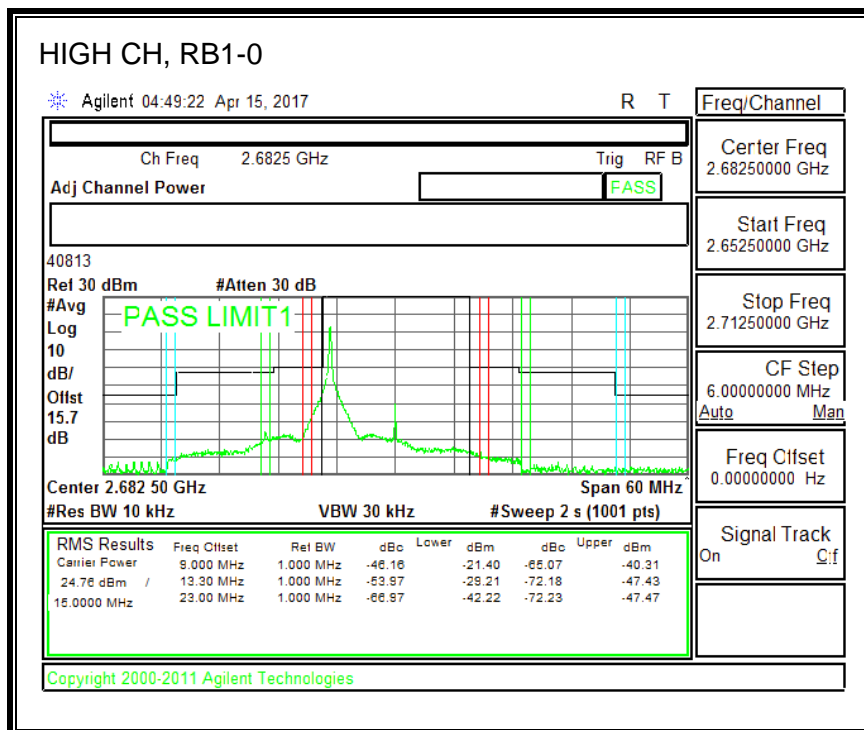 HIGH CH, RB1-0
Agilent 04:49:22 Apr 15, 2017 R T
Freq/Channel
Ch Freq 2.6825 GHz Trig RF B
Adj Channel Power PASS
Center Freq
2.68250000 GHz
Start Freq
2.65250000 GHz
40813
Ref 30 dBm #Atten 30 dB
#Avg
Log
10
dB/
Offst
15.7
dB
PASS LIMIT1
Stop Freq
2.71250000 GHz
CF Step
6.00000000 MHz
Auto Man
Freq Offset
0.00000000 Hz
Center 2.682 50 GHz Span 60 MHz
#Res BW 10 kHz VBW 30 kHz #Sweep 2 s (1001 pts)
Signal Track
On Off
RMS Results Freq Offset Ref BW dBc Lower dBm dBc Upper dBm
Carrier Power 9.000 MHz 1.000 MHz -46.16 -21.40 -65.07 -40.31
24.76 dBm / 13.30 MHz 1.000 MHz -53.97 -29.21 -72.18 -47.43
15.0000 MHz 23.00 MHz 1.000 MHz -66.97 -42.22 -72.23 -47.47
Copyright 2000-2011 Agilent Technologies